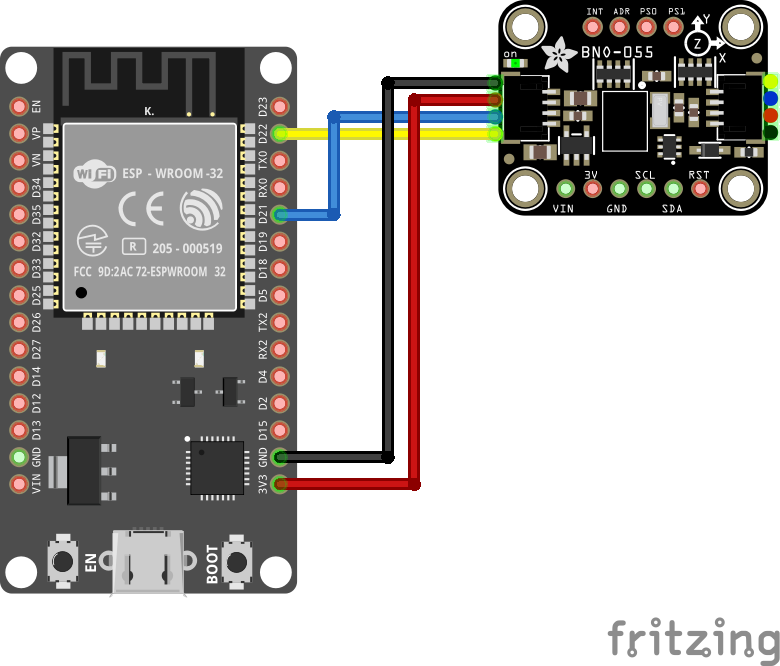 K.
Wi Fi
ESP - WROOM -32
CE
R
205 - 000519
FCC 9D:2AC 72-ESPWROOM 32
EN
VP
VN
D34
D35
D32
D33
D25
D26
D27
D14
D12
D13
GND
VIN
D23
D22
TX0
RX0
D21
D19
D18
D5
TX2
RX2
D4
D2
D15
GND
3V3
EN
BOOT
INT ADR PS0 PS1
on
BNO-055
Y
Z
X
3V SCL RST
VIN GND SDA
fritzing